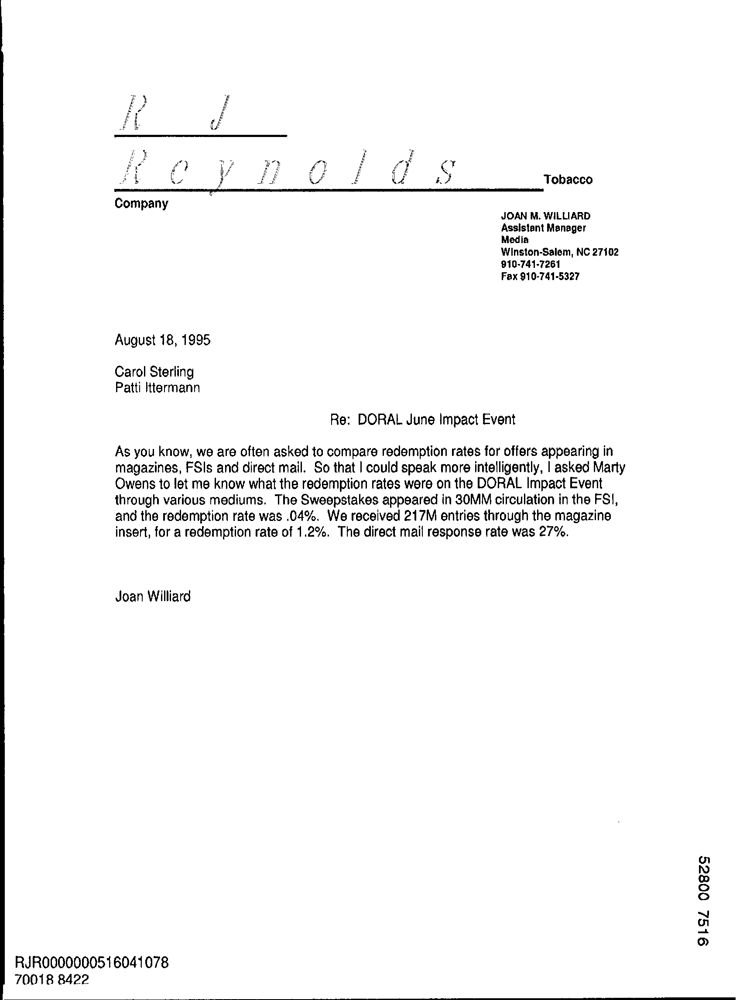 R J
Reynolds Tobacco
Company
JOAN M. WILLIARD
Assistant Manager
Media
Winston-Salem, NC 27102
910-741-7261
Fax 910-741-5327
August 18, 1995
Carol Sterling
Patti Ittermann
Re: DORAL June Impact Event
As you know, we are often asked to compare redemption rates for offers appearing in
magazines, FSIs and direct mail. So that I could speak more intelligently, I asked Marty
Owens to let me know what the redemption rates were on the DORAL Impact Event
through various mediums. The Sweepstakes appeared in 30MM circulation in the FSI,
and the redemption rate was .04%. We received 217M entries through the magazine
insert, for a redemption rate of 1.2%. The direct mail response rate was 27%.
Joan Williard
52800 7516
RJR0000000516041078
70018 8422